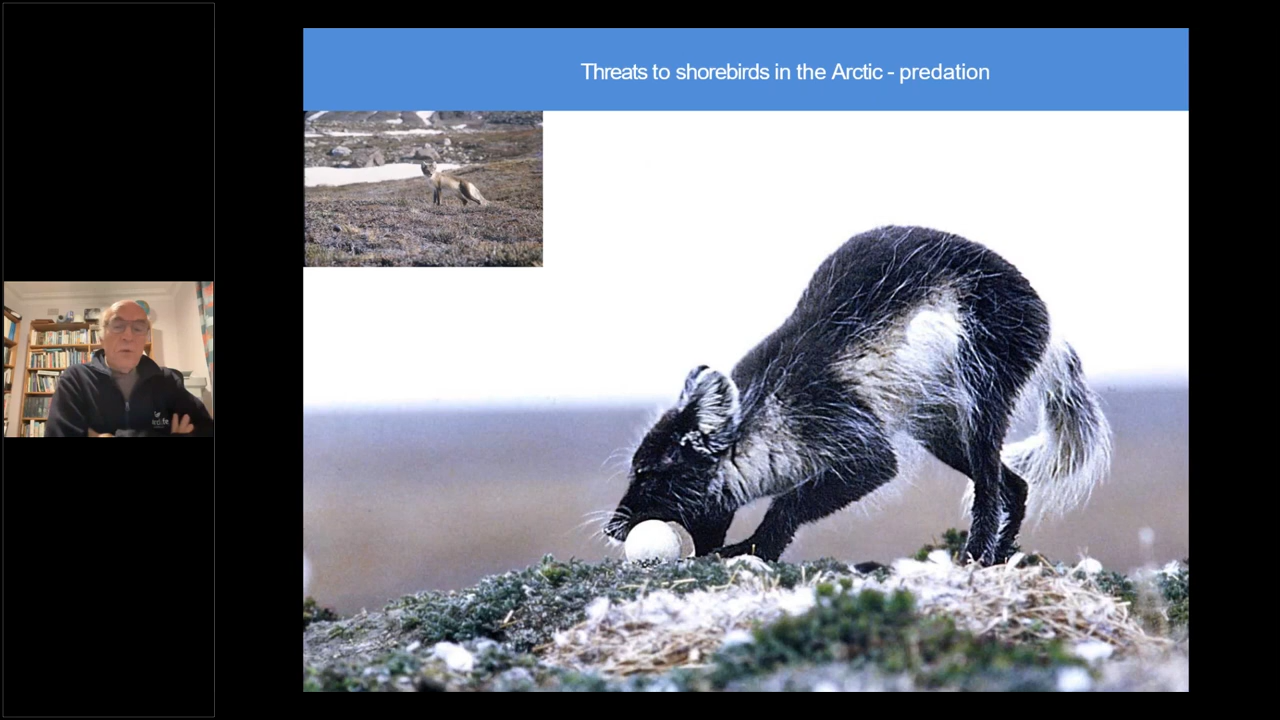 Threats to shorebirds in the Arctic - predation